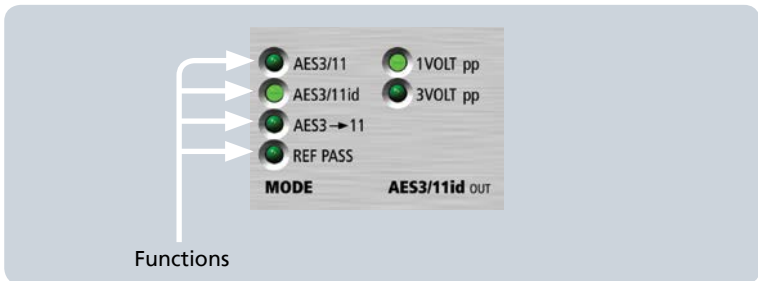 AES3/11
1VOLT pp
AES3/11id
3VOLT pp
AES3→11
REF PASS
MODE
AES3/11id OUT
Functions